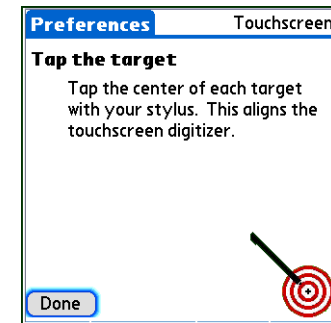 Preferences Touchscreen
Tap the target
Tap the center of each target
with your stylus. This aligns the
touchscreen digitizer.
Done